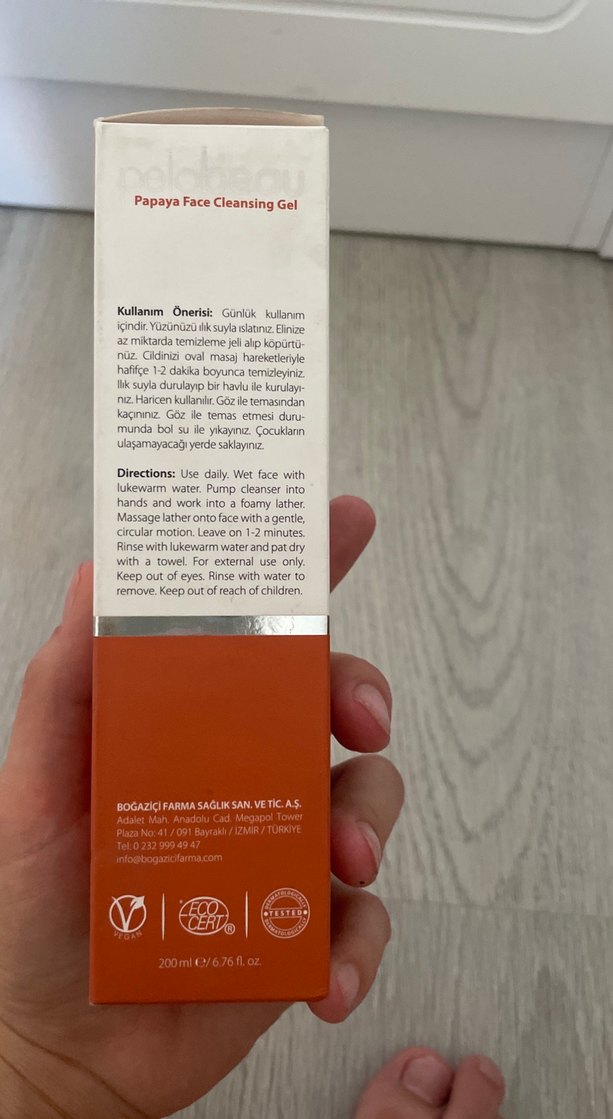 Papaya Face Cleansing Gel
Kullanım Önerisi: Günlük kullanım
içindir. Yüzünüzü ılık suyla ıslatınız. Elinize
az miktarda temizleme jeli alıp köpürtü-
nüz. Cildinizi oval masaj hareketleriyle
hafifçe 1-2 dakika boyunca temizleyiniz.
Ilık suyla durulayıp bir havlu ile kurulayı-
nız. Haricen kullanılır. Göz ile temasından
kaçınınız. Göz ile temas etmesi duru-
munda bol su ile yıkayınız. Çocukların
ulaşamayacağı yerde saklayınız.
Directions: Use daily. Wet face with
lukewarm water. Pump cleanser into
hands and work into a foamy lather.
Massage lather onto face with a gentle,
circular motion. Leave on 1-2 minutes.
Rinse with lukewarm water and pat dry
with a towel. For external use only.
Keep out of eyes. Rinse with water to
remove. Keep out of reach of children.
BOĞAZİÇİ FARMA SAĞLIK SAN. VE TİC. A.Ş.
Adalet Mah. Anadolu Cad. Megapol Tower
Plaza No: 41 / 091 Bayraklı / İZMİR / TÜRKİYE
Tel: 0 232 999 49 47
info@bogazicifarma.com
VEGAN
ECO
CERT®
DERMATOLOGICALLY
•TESTED•
DERMATOLOGICALLY
200 ml ℮/ 6.76 fl. oz.